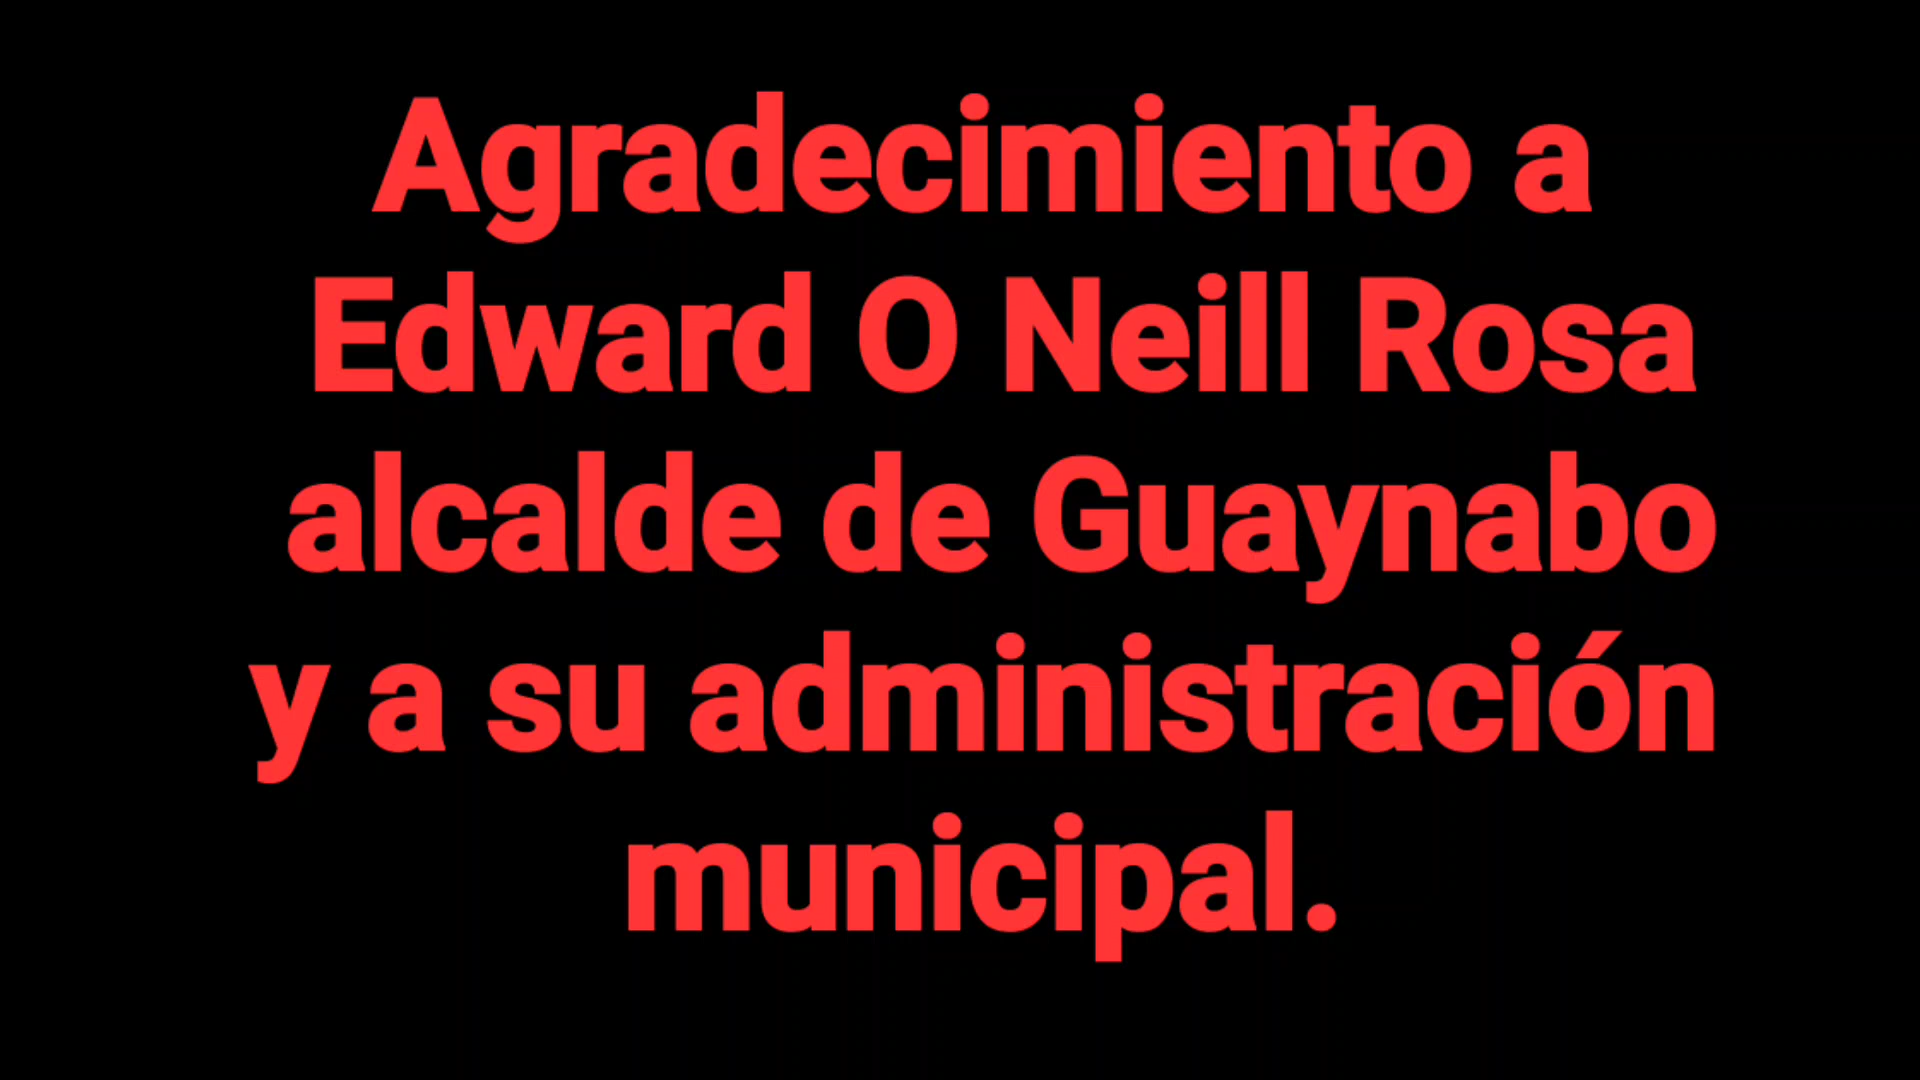 Agradecimiento a
Edward O Neill Rosa
alcalde de Guaynabo
y a su administración
municipal.